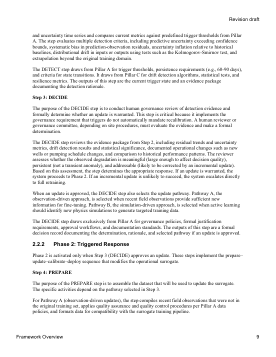 Revision draft
and uncertainty time series and compare current metrics against predefined trigger thresholds from Pillar
A. The step evaluates multiple detection criteria, including predictive uncertainty exceeding confidence
bounds, systematic bias in prediction-observation residuals, uncertainty inflation relative to historical
baselines, distributional drift in inputs or outputs using tests such as the Kolmogorov–Smirnov test, and
extrapolation beyond the original training domain.
The DETECT step draws from Pillar A for trigger thresholds, persistence requirements (e.g., 60-90 days),
and criteria for state transitions. It draws from Pillar C for drift detection algorithms, statistical tests, and
resilience metrics. The outputs of this step are the current trigger state and an evidence package
documenting the detection rationale.
Step 3: DECIDE
The purpose of the DECIDE step is to conduct human governance review of detection evidence and
formally determine whether an update is warranted. This step is critical because it implements the
governance requirement that triggers do not automatically mandate recalibration. A human reviewer or
governance committee, depending on site procedures, must evaluate the evidence and make a formal
determination.
The DECIDE step reviews the evidence package from Step 2, including residual trends and uncertainty
metrics, drift detection results and statistical significance, documented operational changes such as new
wells or pumping schedule changes, and comparison to historical performance patterns. The reviewer
assesses whether the observed degradation is meaningful (large enough to affect decision quality),
persistent (not a transient anomaly), and addressable (likely to be corrected by an incremental update).
Based on this assessment, the step determines the appropriate response. If an update is warranted, the
system proceeds to Phase 2. If an incremental update is unlikely to succeed, the system escalates directly
to full retraining.
When an update is approved, the DECIDE step also selects the update pathway. Pathway A, the
observation-driven approach, is selected when recent field observations provide sufficient new
information for fine-tuning. Pathway B, the simulation-driven approach, is selected when active learning
should identify new physics simulations to generate targeted training data.
The DECIDE step draws exclusively from Pillar A for governance policies, formal justification
requirements, approval workflows, and documentation standards. The outputs of this step are a formal
decision record documenting the determination, rationale, and selected pathway if an update is approved.
2.2.2 Phase 2: Triggered Response
Phase 2 is activated only when Step 3 (DECIDE) approves an update. These steps implement the prepare–
update–calibrate–deploy sequence that modifies the operational surrogate.
Step 4: PREPARE
The purpose of the PREPARE step is to assemble the dataset that will be used to update the surrogate.
The specific activities depend on the pathway selected in Step 3.
For Pathway A (observation-driven updates), the step compiles recent field observations that were not in
the original training set, applies quality assurance and quality control procedures per Pillar A data
policies, and formats data for compatibility with the surrogate training pipeline.
Framework Overview 9